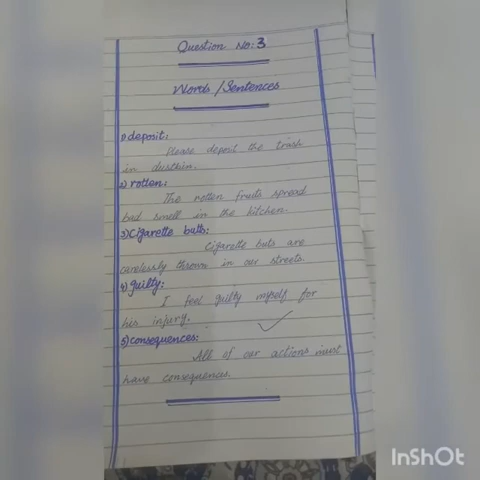 Question No: 3
Words/Sentences
1) deposit:
Please deposit the trash
in dustbin.
2) rotten:
The rotten fruits spread
bad smell in the kitchen.
3) Cigarette butts:
Cigarette buts are
carelessly thrown in our streets.
4) guilty:
I feel guilty myself for
his injury.
5) consequences:
All of our actions must
have consequences.
InShOt